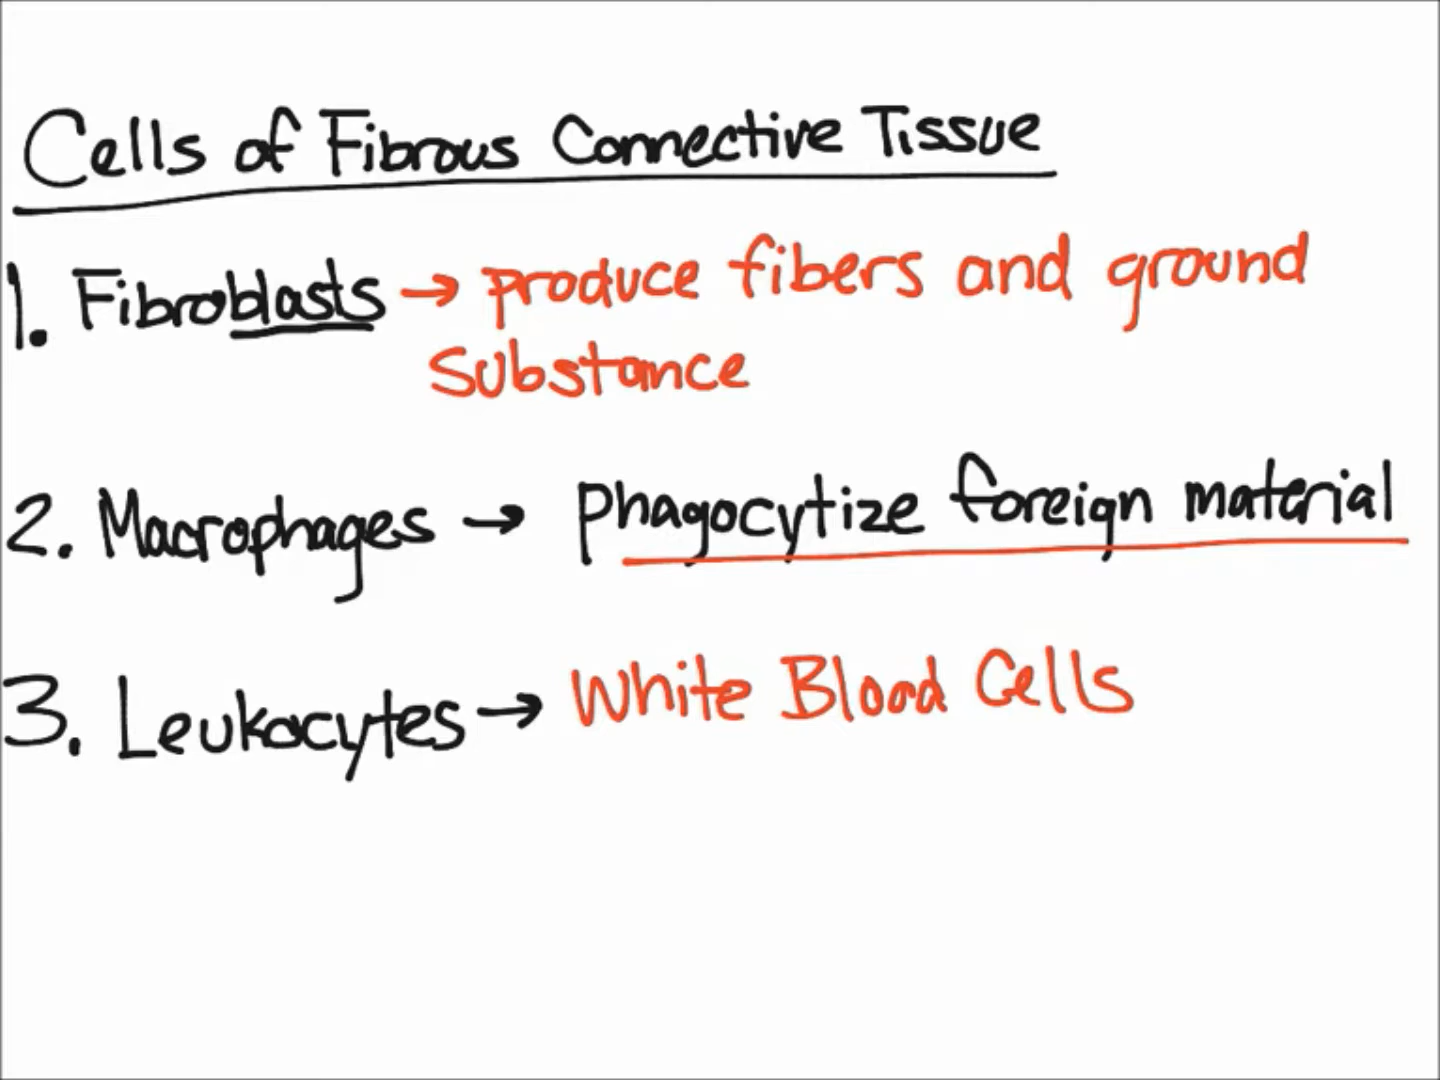 Cells of Fibrous Connective Tissue
1. Fibroblasts → produce fibers and ground
Substance
2. Macrophages → Phagocytize foreign material
3. Leukocytes → White Blood Cells